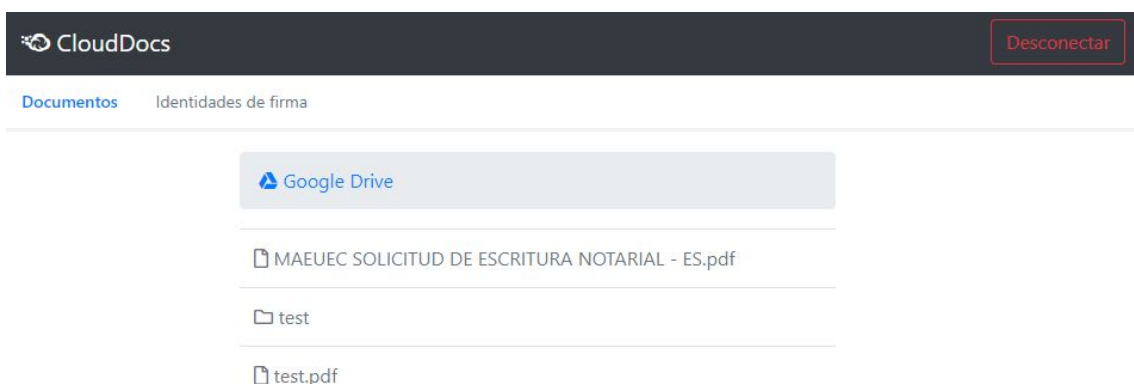 CloudDocs
Desconectar
Documentos
Identidades de firma
Google Drive
MAEUEC SOLICITUD DE ESCRITURA NOTARIAL - ES.pdf
test
test.pdf